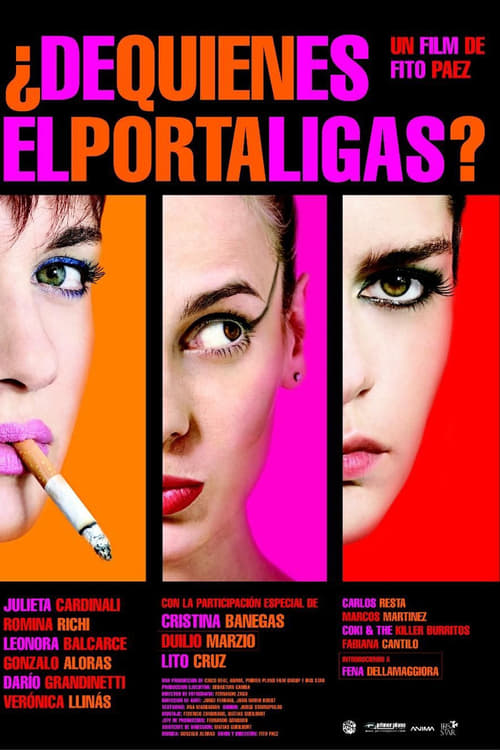 ¿DEQUIENES
ELPORTALIGAS?
UN FILM DE
FITO PAEZ
JULIETA CARDINALI
ROMINA RICHI
LEONORA BALCARCE
GONZALO ALORAS
DARÍO GRANDINETTI
VERÓNICA LLINÁS
CON LA PARTICIPACIÓN ESPECIAL DE
CRISTINA BANEGAS
DUILIO MARZIO
LITO CRUZ
CARLOS RESTA
MARCOS MARTINEZ
COKI & THE KILLER BURRITOS
FABIANA CANTILO
INTRODUCIENDO A
FENA DELLAMAGGIORA